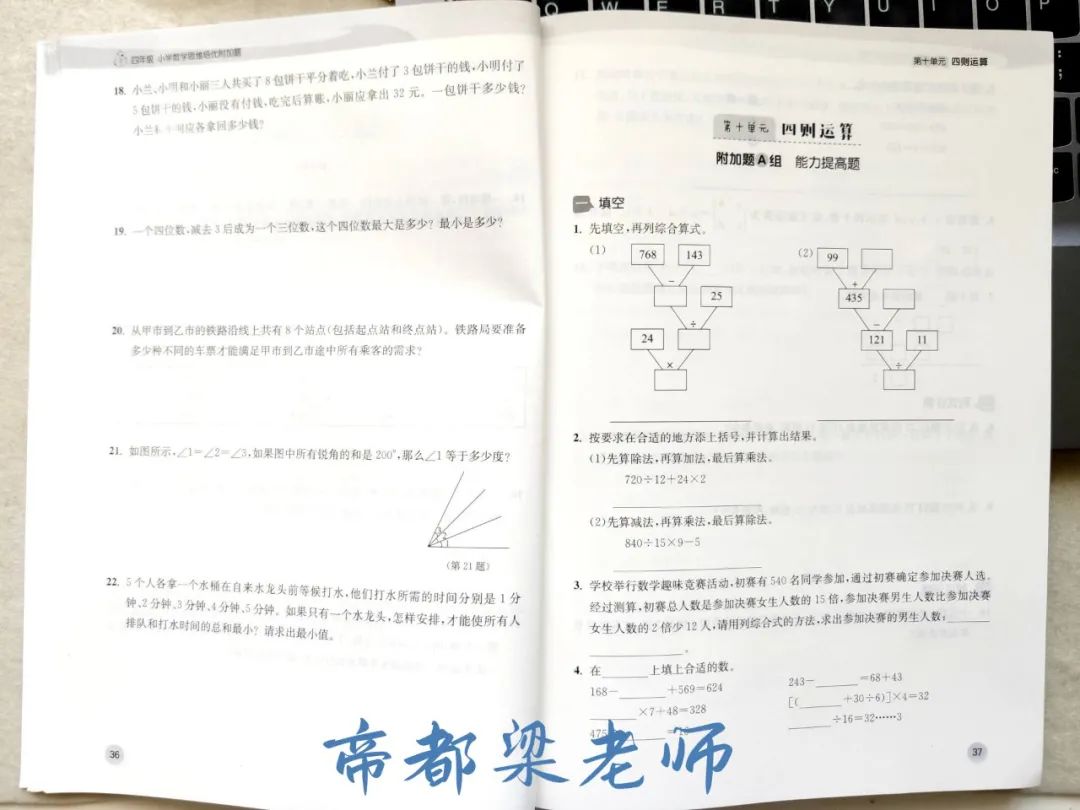 四年级 小学数学思维培优附加题
18. 小兰、小明和小丽三人共买了8包饼干平分着吃,小兰付了3包饼干的钱,小明付了
5包饼干的钱,小丽没有付钱,吃完后算账,小丽应拿出32元。一包饼干多少钱?
小兰和小明应各拿回多少钱?
19. 一个四位数,减去3后成为一个三位数,这个四位数最大是多少?最小是多少?
20. 从甲市到乙市的铁路沿线上共有8个站点(包括起点站和终点站)。铁路局要准备
多少种不同的车票才能满足甲市到乙市途中所有乘客的需求?
21. 如图所示,∠1=∠2=∠3,如果图中所有锐角的和是200°,那么∠1等于多少度?
(第21题)
22. 5个人各拿一个水桶在自来水龙头前等候打水,他们打水所需的时间分别是1分
钟、2分钟、3分钟、4分钟、5分钟。如果只有一个水龙头,怎样安排,才能使所有人
排队和打水时间的总和最小?请求出最小值。
36
第十单元 四则运算
第十单元 四则运算
附加题A组 能力提高题
一 填空
1. 先填空,再列综合算式。
(1) 768 143
−
25
÷
24
×
(2) 99
+
435
−
121 11
÷
2. 按要求在合适的地方添上括号,并计算出结果。
(1)先算除法,再算加法,最后算乘法。
720÷12+24×2
(2)先算减法,再算乘法,最后算除法。
840÷15×9−5
3. 学校举行数学趣味竞赛活动,初赛有540名同学参加,通过初赛确定参加决赛人选。
经过测算,初赛总人数是参加决赛女生人数的15倍,参加决赛男生人数比参加决赛
女生人数的2倍少12人,请用列综合式的方法,求出参加决赛的男生人数:________
________。
4. 在______上填上合适的数。
168−______+569=624 243−______=68+43
______×7+48=328 [(______+30÷6)]×4=32
475 ______÷16=32……3
37
帝都梁老师